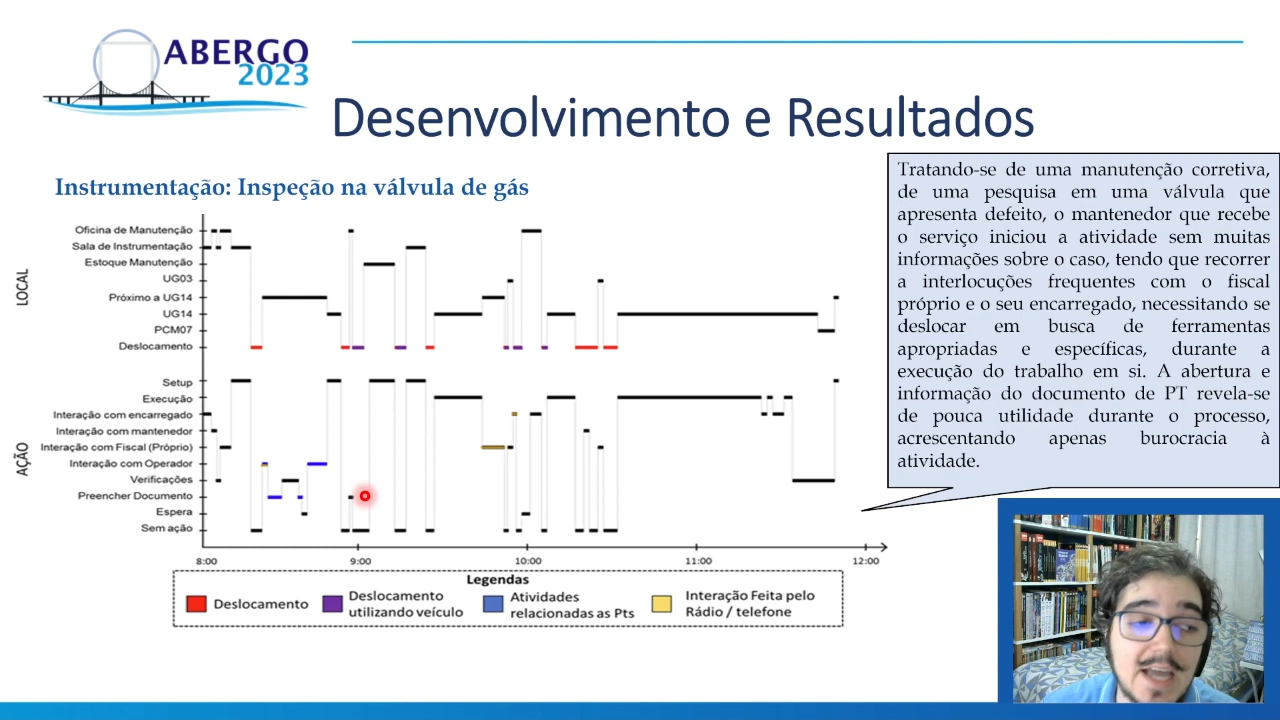 ABERGO
2023
Desenvolvimento e Resultados
Instrumentação: Inspeção na válvula de gás
LOCAL
Oficina de Manutenção
Sala de Instrumentação
Estoque Manutenção
UG03
Próximo a UG14
UG14
PCM07
Deslocamento
AÇÃO
Setup
Execução
Interação com encarregado
Interação com mantenedor
Interação com Fiscal (Próprio)
Interação com Operador
Verificações
Preencher Documento
Espera
Sem ação
8:00
9:00
10:00
11:00
12:00
Legendas
Deslocamento
Deslocamento
utilizando veículo
Atividades
relacionadas as Pts
Interação Feita pelo
Rádio / telefone
Tratando-se de uma manutenção corretiva,
de uma pesquisa em uma válvula que
apresenta defeito, o mantenedor que recebe
o serviço iniciou a atividade sem muitas
informações sobre o caso, tendo que recorrer
a interlocuções frequentes com o fiscal
próprio e o seu encarregado, necessitando se
deslocar em busca de ferramentas
apropriadas e específicas, durante a
execução do trabalho em si. A abertura e
informação do documento de PT revela-se
de pouca utilidade durante o processo,
acrescentando apenas burocracia à
atividade.